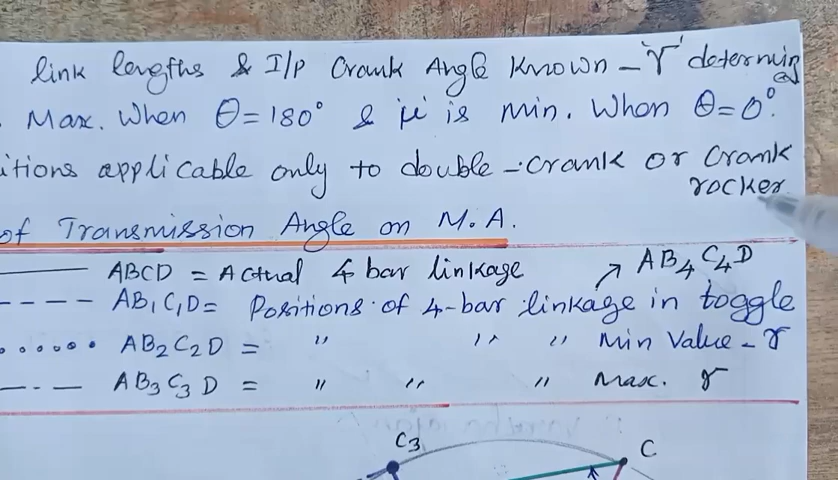 link lengths & I/P Crank Angle Known - 'γ' determing
Max. When θ = 180° & 'μ' is min. When θ = 0°.
itions applicable only to double - crank or Crank
rocker
of Transmission Angle on M.A.
ABCD = Actual 4 bar linkage ↗ AB₄C₄D
AB₁C₁D = Positions of 4-bar linkage in toggle
AB₂C₂D = " " " Min Value - γ
AB₃C₃D = " " " Max. γ
C₃ C